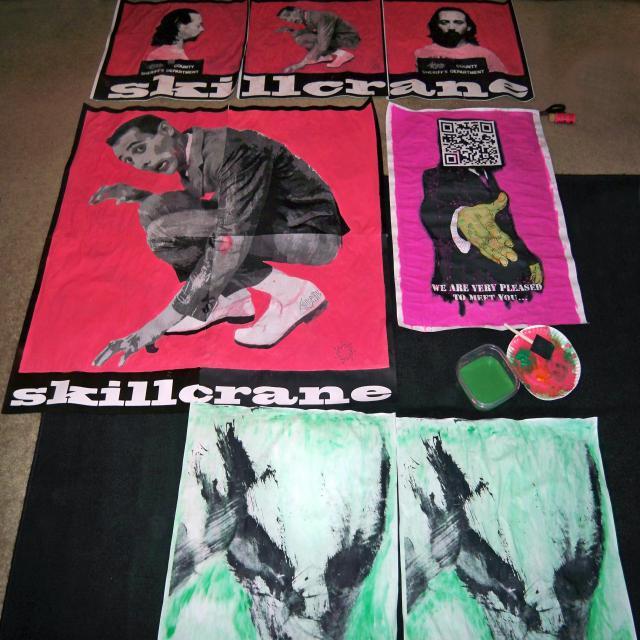 COUNTY
SHERIFF'S DEPARTMENT
COUNTY
SHERIFF'S DEPARTMENT
skillcrane
WE ARE VERY PLEASED
TO MEET YOU...
skillcrane